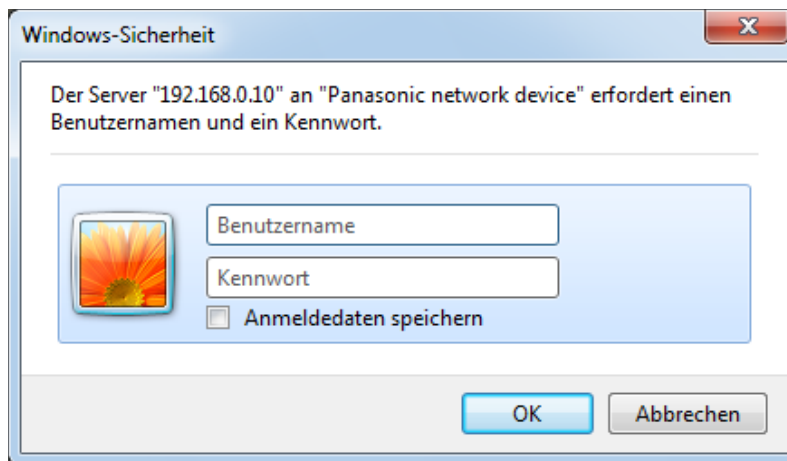 Windows-Sicherheit
Der Server "192.168.0.10" an "Panasonic network device" erfordert einen
Benutzernamen und ein Kennwort.
Benutzername
Kennwort
Anmeldedaten speichern
OK
Abbrechen